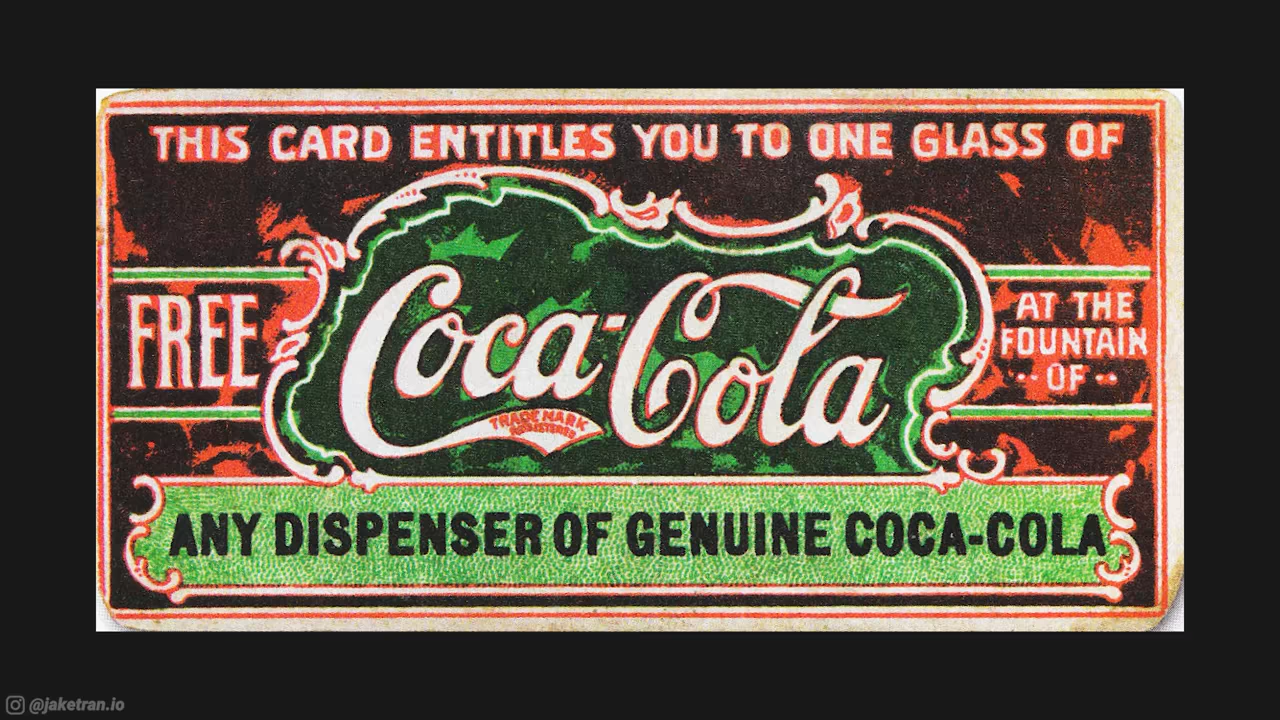 THIS CARD ENTITLES YOU TO ONE GLASS OF
FREE
Coca-Cola
TRADE MARK
REGISTERED
AT THE
FOUNTAIN
·· OF ··
ANY DISPENSER OF GENUINE COCA-COLA
@jaketran.io